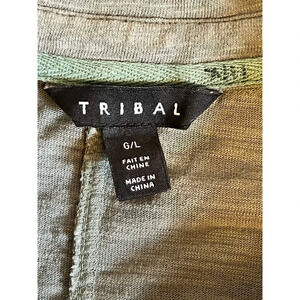 TRIBAL
G/L
FAIT EN
CHINE
MADE IN
CHINA